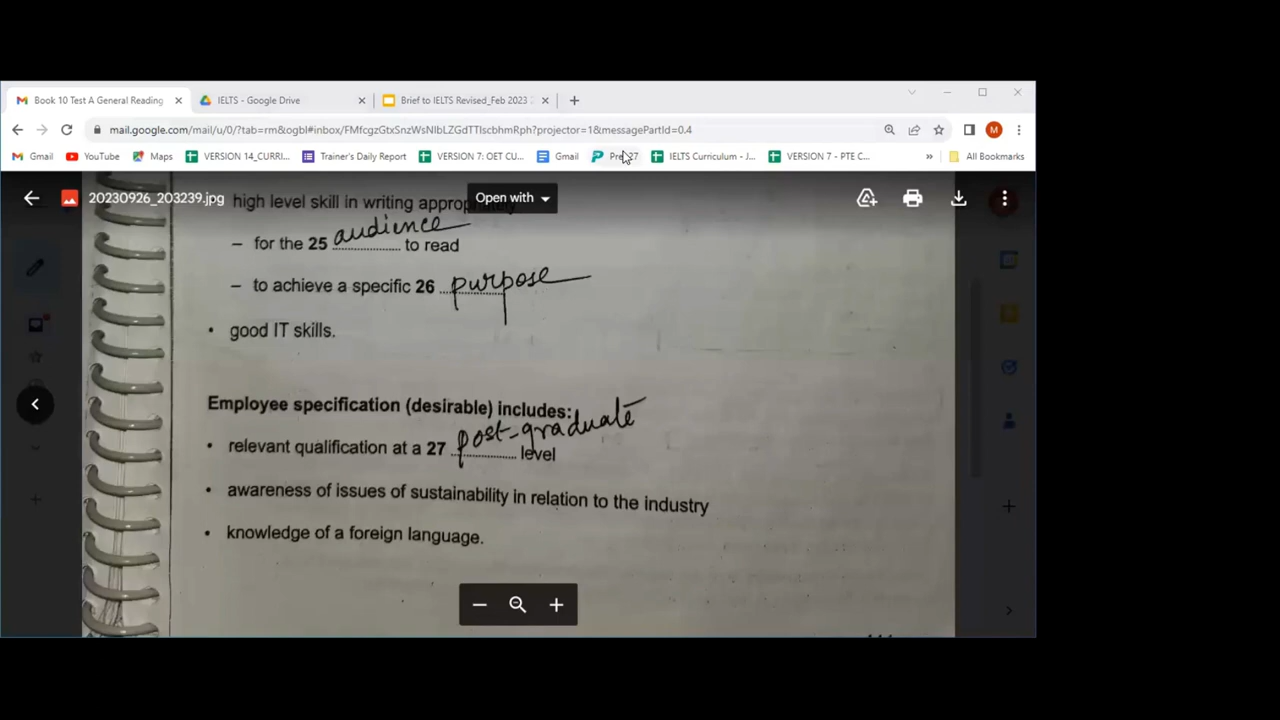 Book 10 Test A General Reading
IELTS - Google Drive
Brief to IELTS Revised_Feb 2023
mail.google.com/mail/u/0/?tab=rm&ogbl#inbox/FMfcgzGtxSnzWsNlbLZGdTTlscbhmRph?projector=1&messagePartId=0.4
Gmail YouTube Maps VERSION 14_CURRI... Trainer's Daily Report VERSION 7: OET CU... Gmail IELTS Curriculum - J... VERSION 7 - PTE C... » All Bookmarks
20230926_203239.jpg
Open with
high level skill in writing
– for the 25 audience to read
– to achieve a specific 26 purpose
• good IT skills.
Employee specification (desirable) includes:
• relevant qualification at a 27 post-graduate level
• awareness of issues of sustainability in relation to the industry
• knowledge of a foreign language.